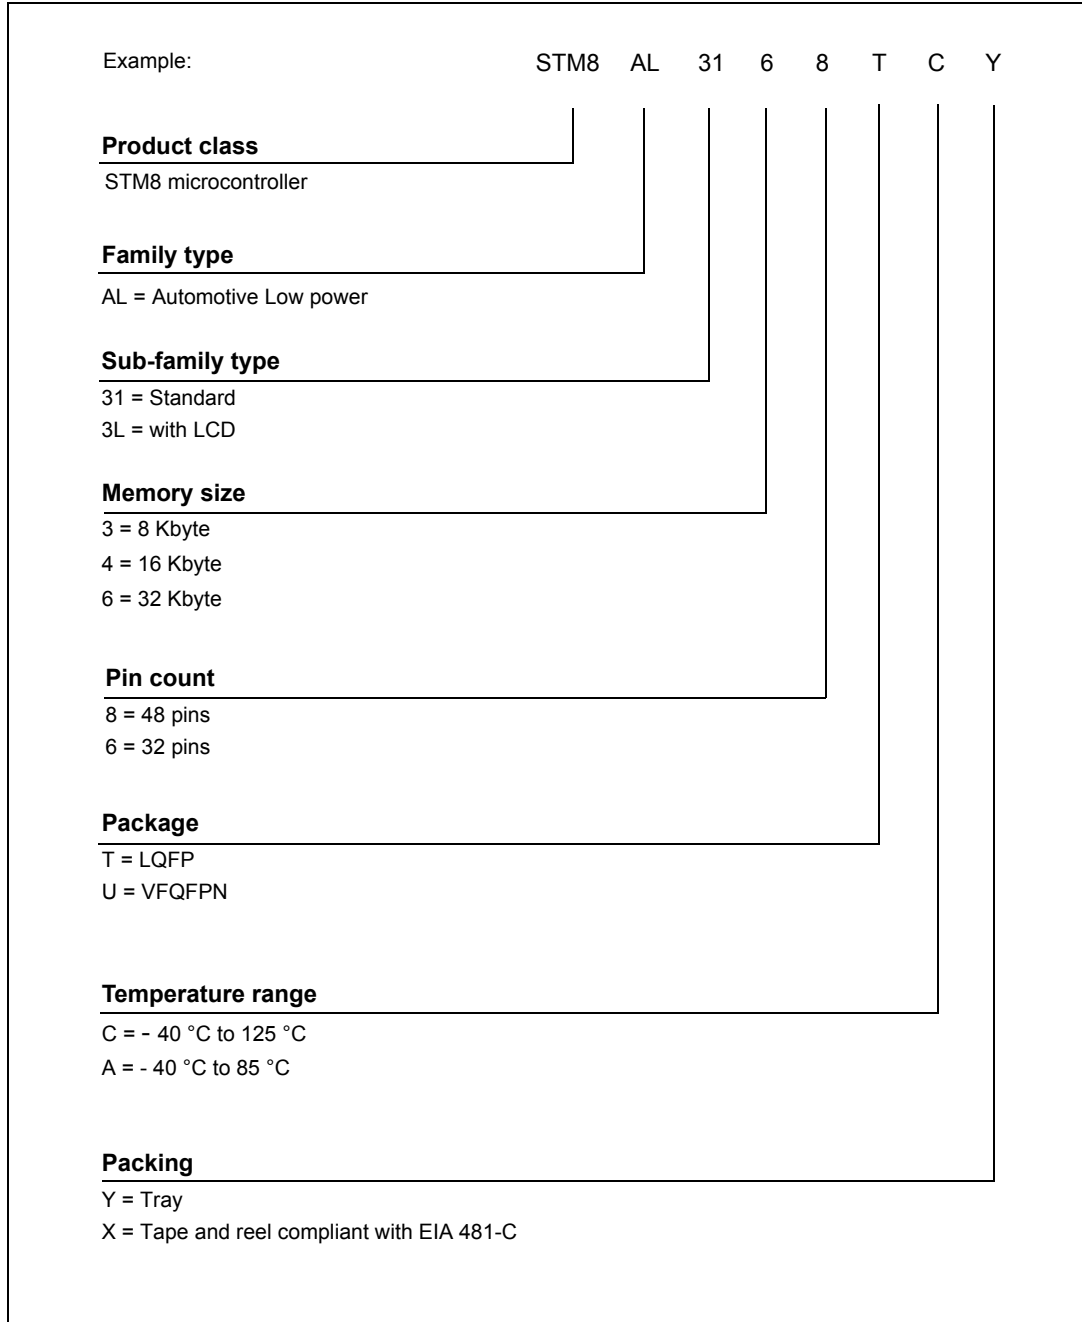 Example: STM8 AL 31 6 8 T C Y
Product class
STM8 microcontroller
Family type
AL = Automotive Low power
Sub-family type
31 = Standard
3L = with LCD
Memory size
3 = 8 Kbyte
4 = 16 Kbyte
6 = 32 Kbyte
Pin count
8 = 48 pins
6 = 32 pins
Package
T = LQFP
U = VFQFPN
Temperature range
C = - 40 °C to 125 °C
A = - 40 °C to 85 °C
Packing
Y = Tray
X = Tape and reel compliant with EIA 481-C